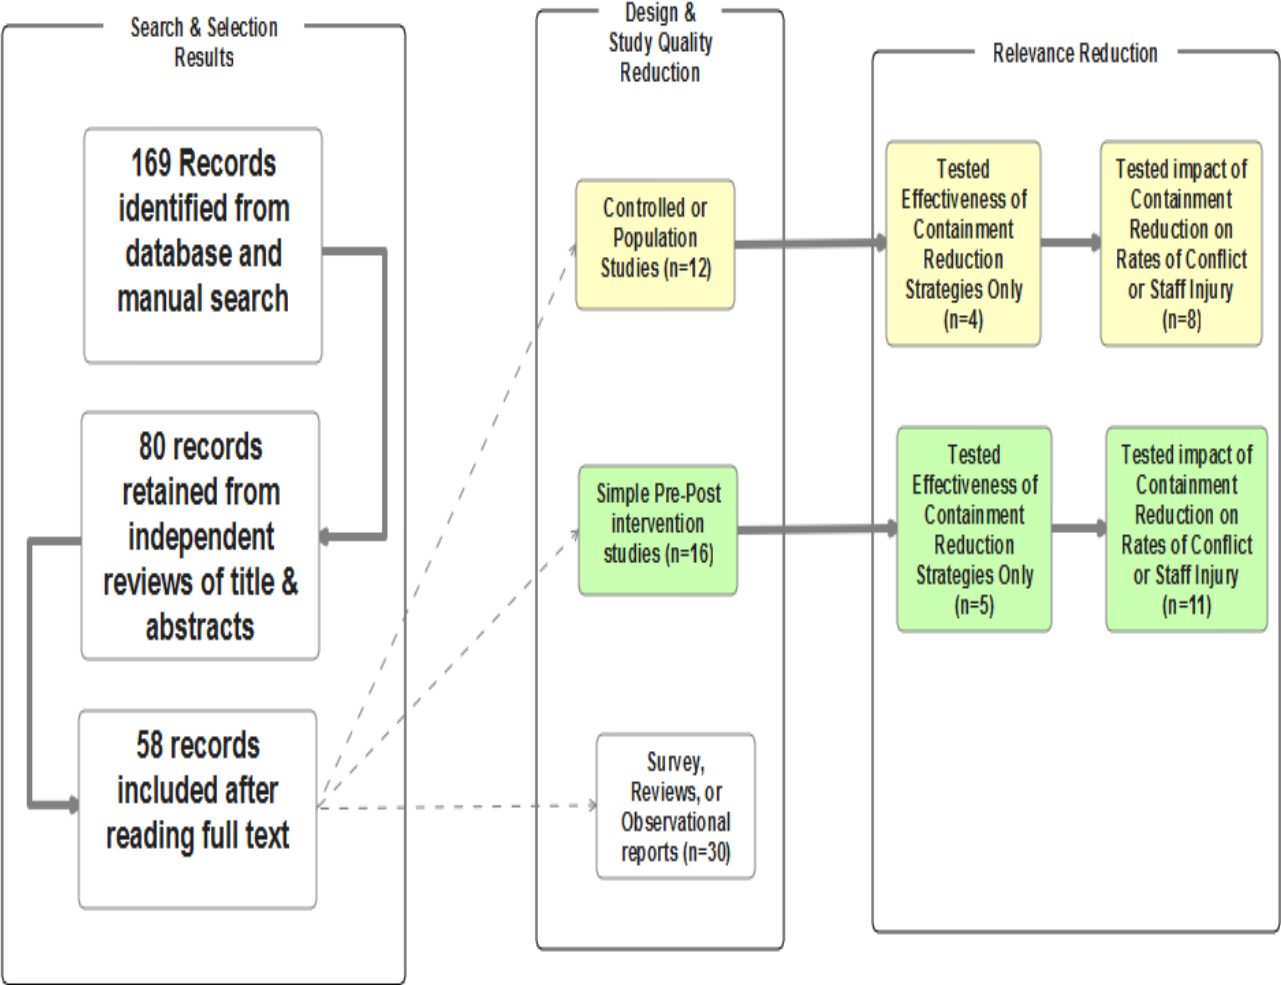 Search & Selection
Results
169 Records
identified from
database and
manual search
80 records
retained from
independent
reviews of title &
abstracts
58 records
included after
reading full text
Design &
Study Quality
Reduction
Controlled or
Population
Studies (n=12)
Simple Pre-Post
intervention
studies (n=16)
Survey,
Reviews, or
Observational
reports (n=30)
Relevance Reduction
Tested
Effectiveness of
Containment
Reduction
Strategies Only
(n=4)
Tested impact of
Containment
Reduction on
Rates of Conflict
or Staff Injury
(n=8)
Tested
Effectiveness of
Containment
Reduction
Strategies Only
(n=5)
Tested impact of
Containment
Reduction on
Rates of Conflict
or Staff Injury
(n=11)